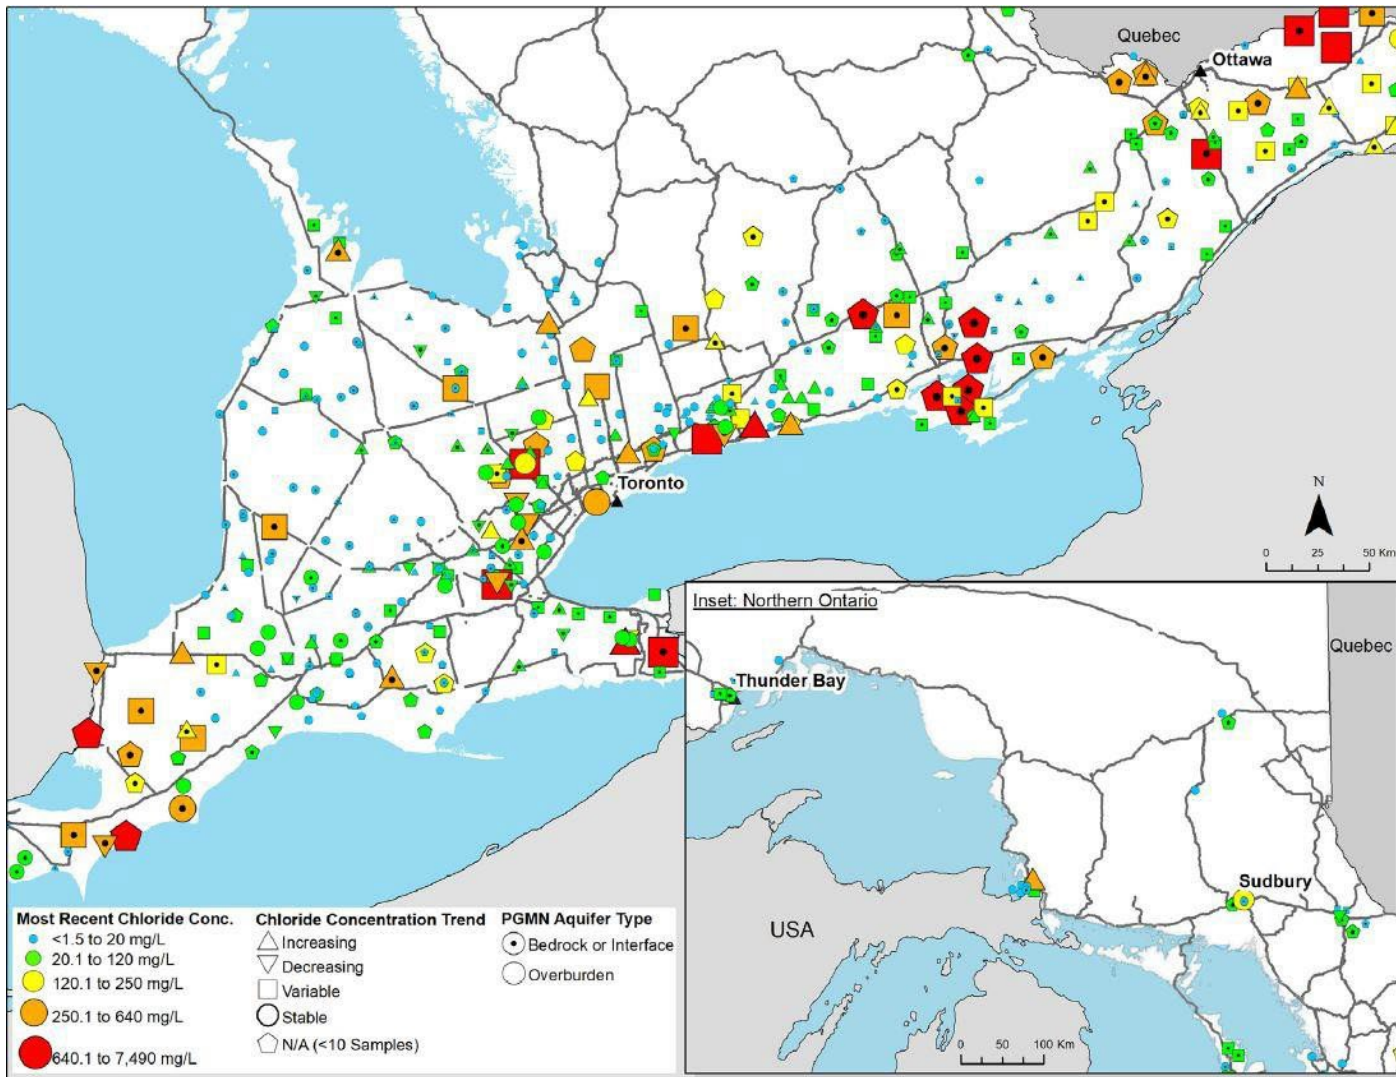 Quebec
Ottawa
Toronto
N
0 25 50 Km
Inset: Northern Ontario
Quebec
Thunder Bay
Sudbury
USA
0 50 100 Km
Most Recent Chloride Conc.
<1.5 to 20 mg/L
20.1 to 120 mg/L
120.1 to 250 mg/L
250.1 to 640 mg/L
640.1 to 7,490 mg/L
Chloride Concentration Trend
Increasing
Decreasing
Variable
Stable
N/A (<10 Samples)
PGMN Aquifer Type
Bedrock or Interface
Overburden